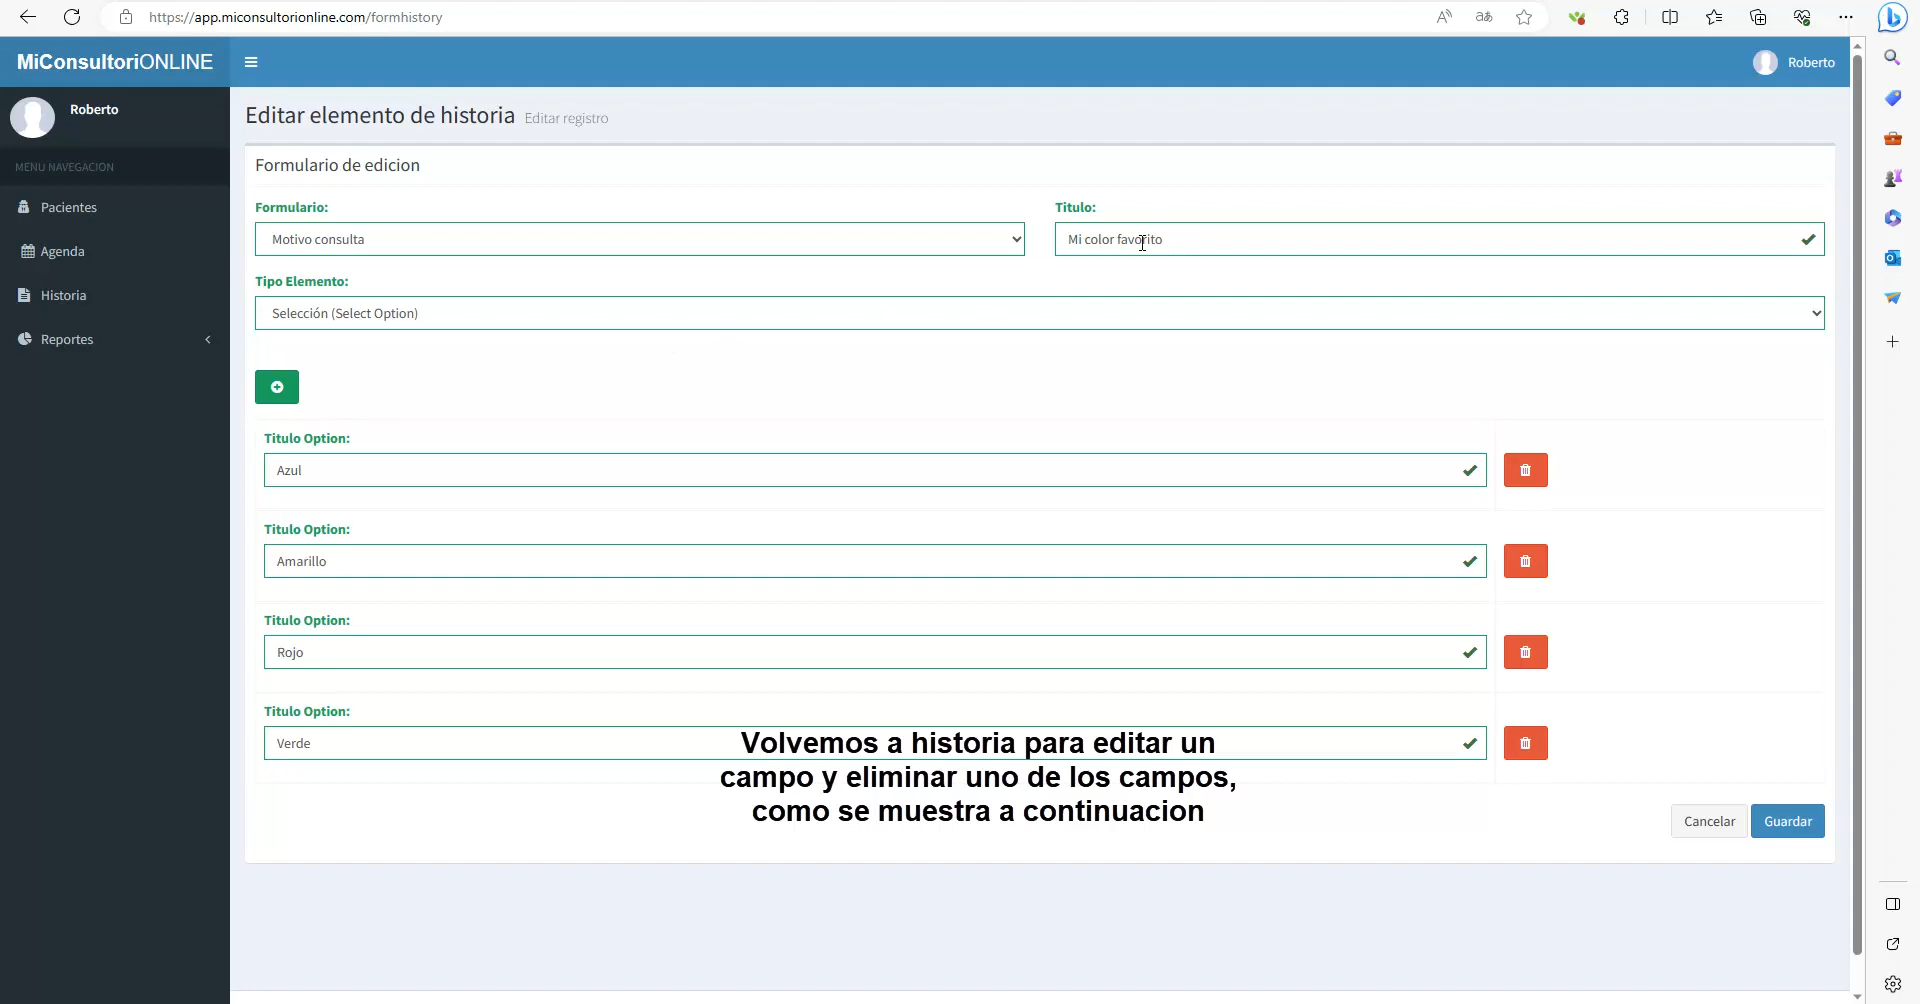 https://app.miconsultorionline.com/formhistory
MiConsultoriONLINE
Roberto
Roberto
MENU NAVEGACION
Pacientes
Agenda
Historia
Reportes
Editar elemento de historia Editar registro
Formulario de edicion
Formulario:
Titulo:
Motivo consulta
Mi color favorito
Tipo Elemento:
Selección (Select Option)
Titulo Option:
Azul
Titulo Option:
Amarillo
Titulo Option:
Rojo
Titulo Option:
Verde
Volvemos a historia para editar un
campo y eliminar uno de los campos,
como se muestra a continuacion
Cancelar
Guardar